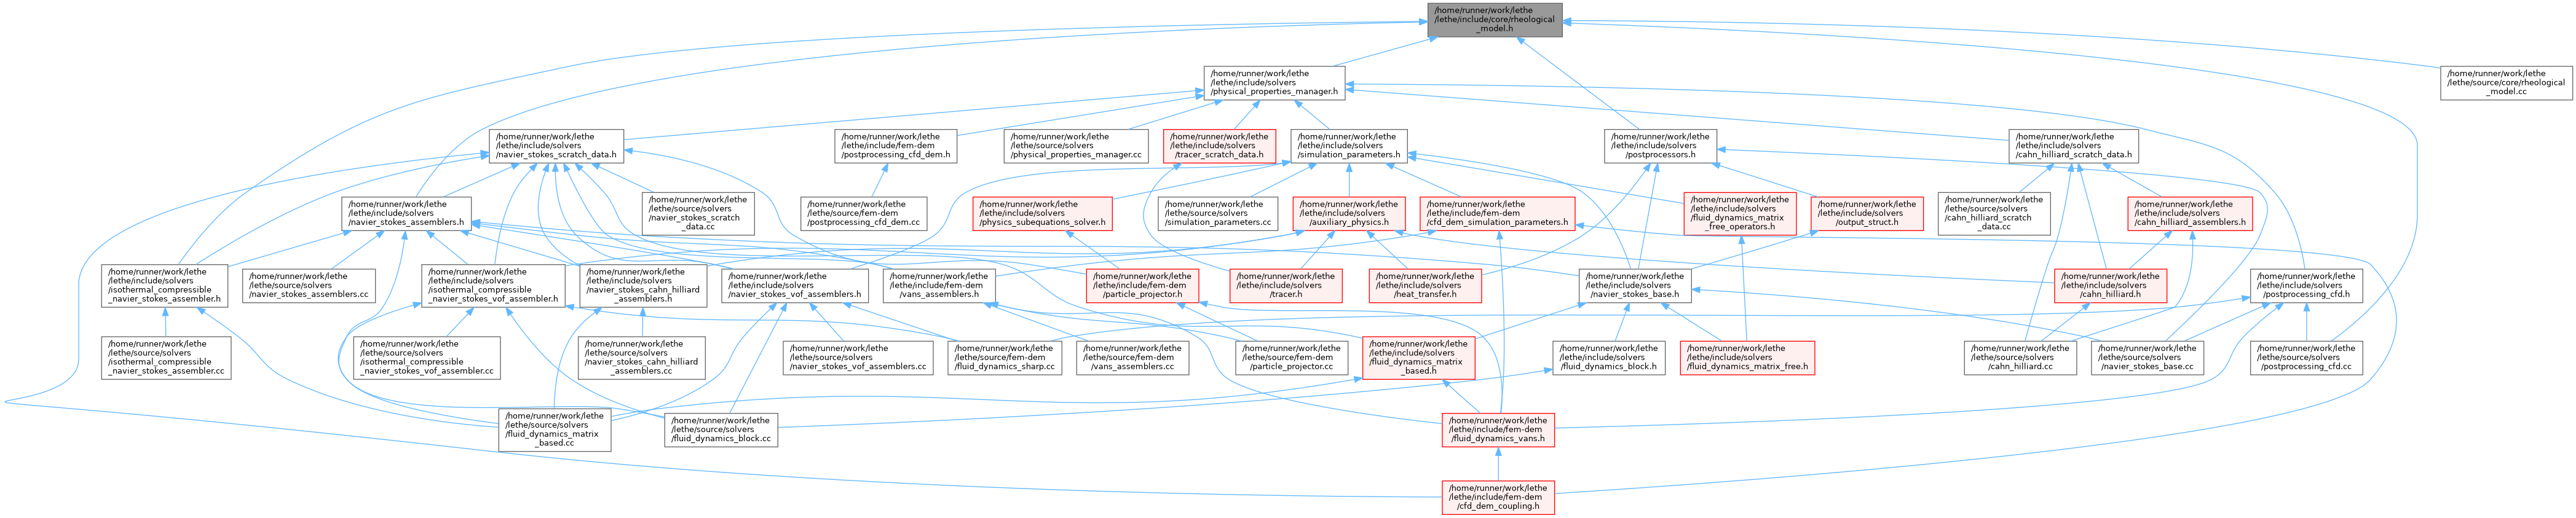 /home/runner/work/lethe
/lethe/include/core/rheological
_model.h
/home/runner/work/lethe
/lethe/include/solvers
/physical_properties_manager.h
/home/runner/work/lethe
/lethe/source/core/rheological
_model.cc
/home/runner/work/lethe
/lethe/include/solvers
/navier_stokes_scratch_data.h
/home/runner/work/lethe
/lethe/include/fem-dem
/postprocessing_cfd_dem.h
/home/runner/work/lethe
/lethe/source/solvers
/physical_properties_manager.cc
/home/runner/work/lethe
/lethe/include/solvers
/tracer_scratch_data.h
/home/runner/work/lethe
/lethe/include/solvers
/simulation_parameters.h
/home/runner/work/lethe
/lethe/include/solvers
/postprocessors.h
/home/runner/work/lethe
/lethe/include/solvers
/cahn_hilliard_scratch_data.h
/home/runner/work/lethe
/lethe/include/solvers
/navier_stokes_assemblers.h
/home/runner/work/lethe
/lethe/source/solvers
/navier_stokes_scratch
_data.cc
/home/runner/work/lethe
/lethe/source/fem-dem
/postprocessing_cfd_dem.cc
/home/runner/work/lethe
/lethe/include/solvers
/physics_subequations_solver.h
/home/runner/work/lethe
/lethe/source/solvers
/simulation_parameters.cc
/home/runner/work/lethe
/lethe/include/solvers
/auxiliary_physics.h
/home/runner/work/lethe
/lethe/include/fem-dem
/cfd_dem_simulation_parameters.h
/home/runner/work/lethe
/lethe/include/solvers
/fluid_dynamics_matrix
_free_operators.h
/home/runner/work/lethe
/lethe/include/solvers
/output_struct.h
/home/runner/work/lethe
/lethe/source/solvers
/cahn_hilliard_scratch
_data.cc
/home/runner/work/lethe
/lethe/include/solvers
/cahn_hilliard_assemblers.h
/home/runner/work/lethe
/lethe/include/solvers
/isothermal_compressible
_navier_stokes_assembler.h
/home/runner/work/lethe
/lethe/source/solvers
/navier_stokes_assemblers.cc
/home/runner/work/lethe
/lethe/include/solvers
/isothermal_compressible
_navier_stokes_vof_assembler.h
/home/runner/work/lethe
/lethe/include/solvers
/navier_stokes_cahn_hilliard
_assemblers.h
/home/runner/work/lethe
/lethe/include/solvers
/navier_stokes_vof_assemblers.h
/home/runner/work/lethe
/lethe/include/fem-dem
/vans_assemblers.h
/home/runner/work/lethe
/lethe/include/fem-dem
/particle_projector.h
/home/runner/work/lethe
/lethe/include/solvers
/tracer.h
/home/runner/work/lethe
/lethe/include/solvers
/heat_transfer.h
/home/runner/work/lethe
/lethe/include/solvers
/navier_stokes_base.h
/home/runner/work/lethe
/lethe/include/solvers
/cahn_hilliard.h
/home/runner/work/lethe
/lethe/include/solvers
/postprocessing_cfd.h
/home/runner/work/lethe
/lethe/source/solvers
/isothermal_compressible
_navier_stokes_assembler.cc
/home/runner/work/lethe
/lethe/source/solvers
/isothermal_compressible
_navier_stokes_vof_assembler.cc
/home/runner/work/lethe
/lethe/source/solvers
/navier_stokes_cahn_hilliard
_assemblers.cc
/home/runner/work/lethe
/lethe/source/solvers
/navier_stokes_vof_assemblers.cc
/home/runner/work/lethe
/lethe/source/fem-dem
/fluid_dynamics_sharp.cc
/home/runner/work/lethe
/lethe/source/fem-dem
/vans_assemblers.cc
/home/runner/work/lethe
/lethe/source/fem-dem
/particle_projector.cc
/home/runner/work/lethe
/lethe/include/solvers
/fluid_dynamics_matrix
_based.h
/home/runner/work/lethe
/lethe/include/solvers
/fluid_dynamics_block.h
/home/runner/work/lethe
/lethe/include/solvers
/fluid_dynamics_matrix_free.h
/home/runner/work/lethe
/lethe/source/solvers
/cahn_hilliard.cc
/home/runner/work/lethe
/lethe/source/solvers
/navier_stokes_base.cc
/home/runner/work/lethe
/lethe/source/solvers
/postprocessing_cfd.cc
/home/runner/work/lethe
/lethe/source/solvers
/fluid_dynamics_matrix
_based.cc
/home/runner/work/lethe
/lethe/source/solvers
/fluid_dynamics_block.cc
/home/runner/work/lethe
/lethe/include/fem-dem
/fluid_dynamics_vans.h
/home/runner/work/lethe
/lethe/include/fem-dem
/cfd_dem_coupling.h